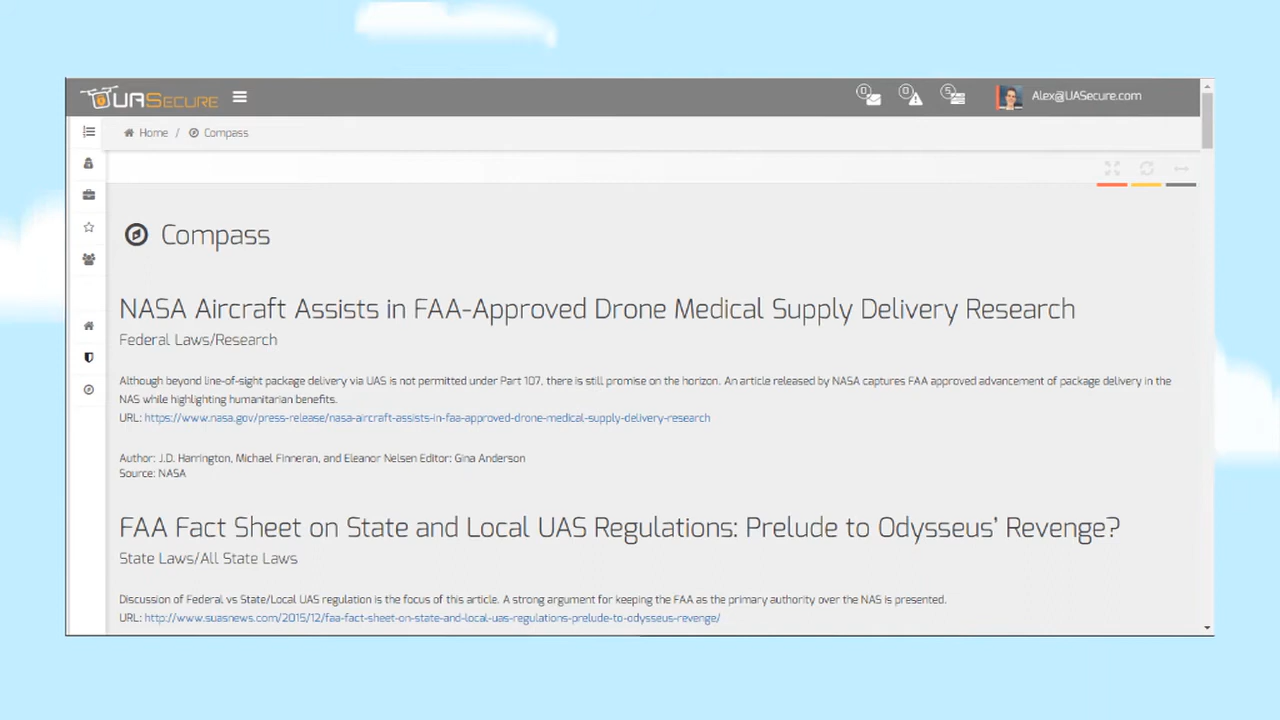 UASecure
0
0
5
Alex@UASecure.com
Home / Compass
Compass
NASA Aircraft Assists in FAA-Approved Drone Medical Supply Delivery Research
Federal Laws/Research
Although beyond line-of-sight package delivery via UAS is not permitted under Part 107, there is still promise on the horizon. An article released by NASA captures FAA approved advancement of package delivery in the
NAS while highlighting humanitarian benefits.
URL: https://www.nasa.gov/press-release/nasa-aircraft-assists-in-faa-approved-drone-medical-supply-delivery-research
Author: J.D. Harrington, Michael Finneran, and Eleanor Nelsen Editor: Gina Anderson
Source: NASA
FAA Fact Sheet on State and Local UAS Regulations: Prelude to Odysseus' Revenge?
State Laws/All State Laws
Discussion of Federal vs State/Local UAS regulation is the focus of this article. A strong argument for keeping the FAA as the primary authority over the NAS is presented.
URL: http://www.suasnews.com/2015/12/faa-fact-sheet-on-state-and-local-uas-regulations-prelude-to-odysseus-revenge/